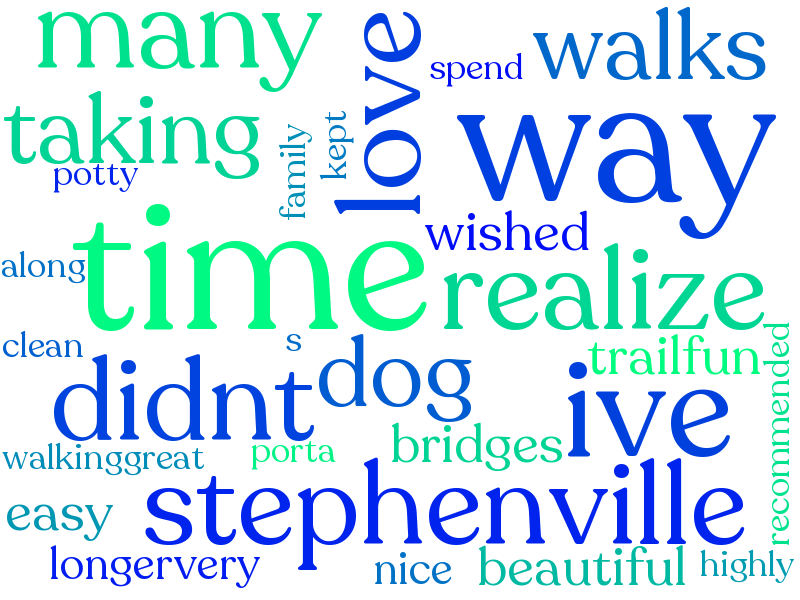 many
love
spend
walks
taking
way
potty
family
kept
wished
time
realize
along
clean
s
didnt
dog
trailfun
ive
recommended
walkinggreat
porta
bridges
easy
stephenville
longervery
nice
beautiful
highly